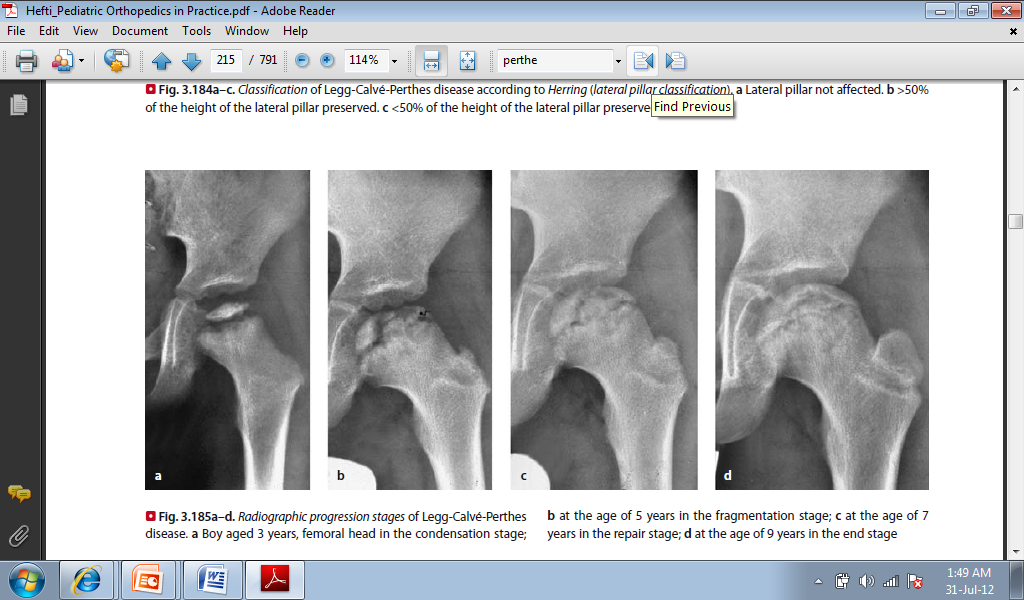 Hefti_Pediatric Orthopedics in Practice.pdf - Adobe Reader
File Edit View Document Tools Window Help
215 / 791 114% perthe
Fig. 3.184a–c. Classification of Legg-Calvé-Perthes disease according to Herring (lateral pillar classification). a Lateral pillar not affected. b >50%
of the height of the lateral pillar preserved. c <50% of the height of the lateral pillar preserve
Find Previous
a b c d
Fig. 3.185a–d. Radiographic progression stages of Legg-Calvé-Perthes
disease. a Boy aged 3 years, femoral head in the condensation stage;
b at the age of 5 years in the fragmentation stage; c at the age of 7
years in the repair stage; d at the age of 9 years in the end stage
1:49 AM
31-Jul-12